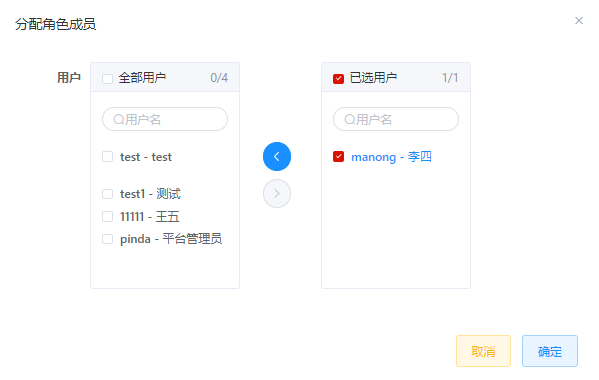 分配角色成员
×
用户
全部用户 0/4
用户名
test - test
test1 - 测试
11111 - 王五
pinda - 平台管理员
已选用户 1/1
用户名
manong - 李四
取消
确定